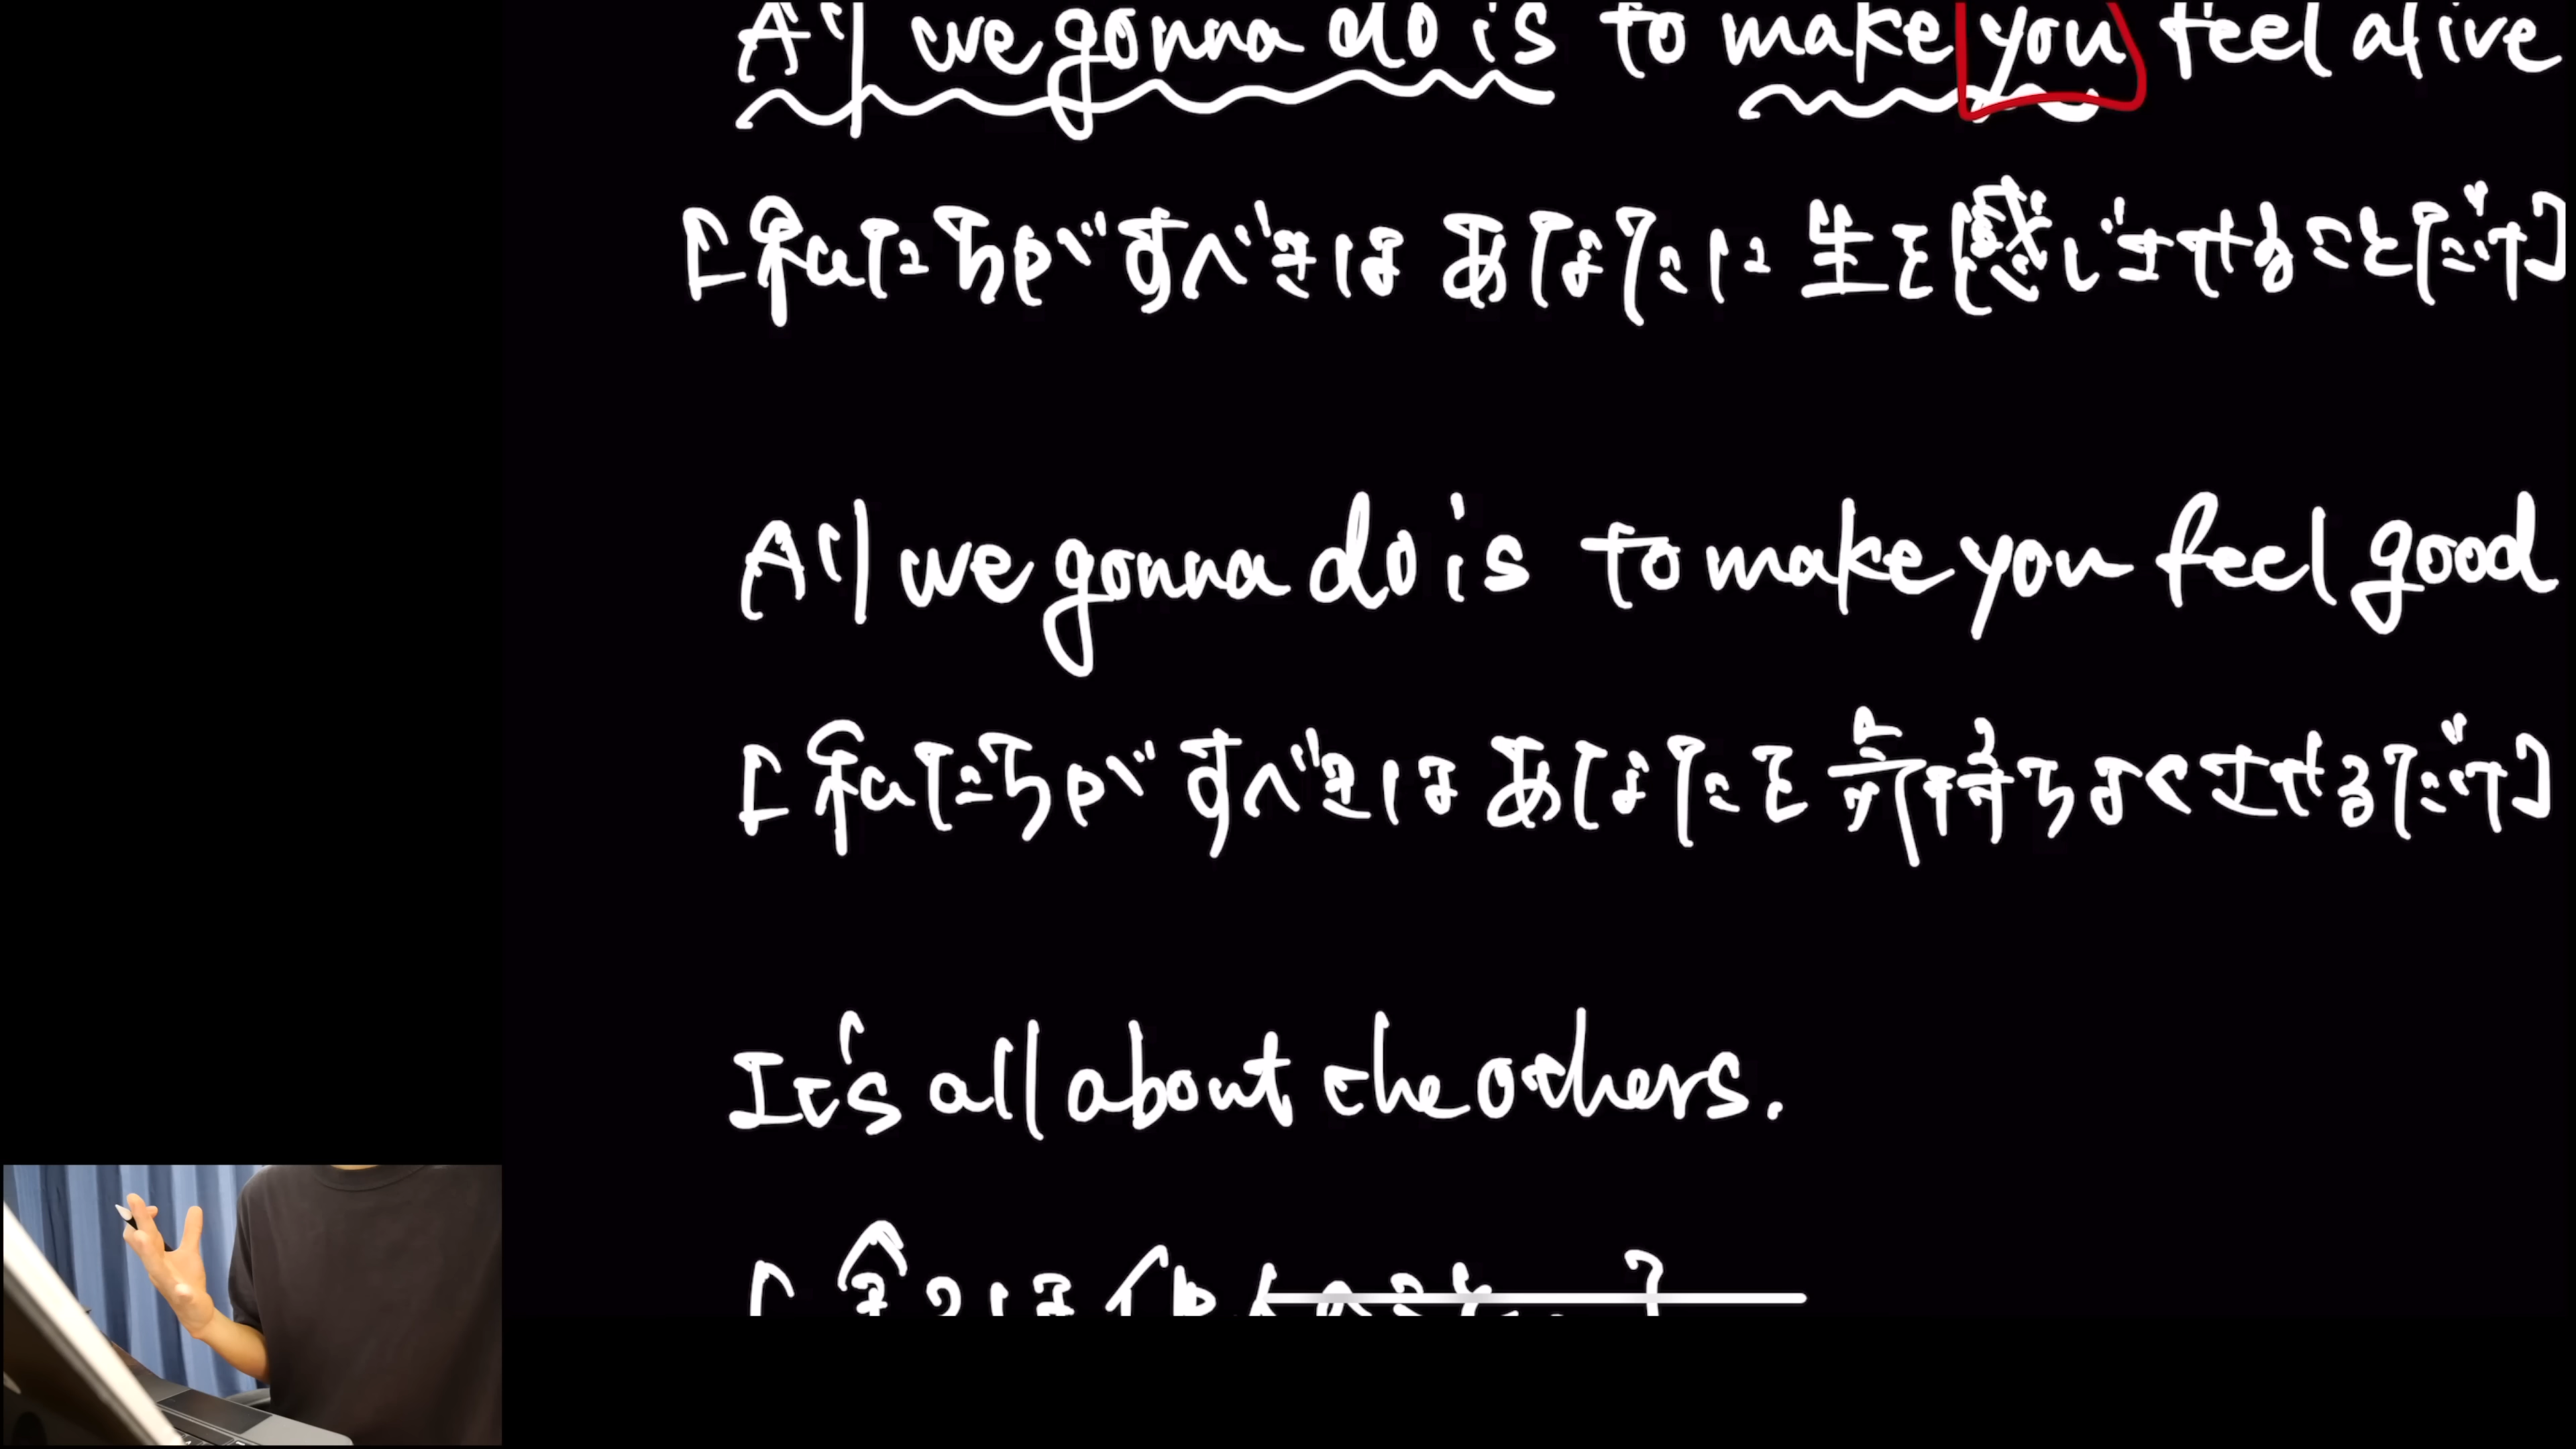 All we gonna do is to make you feel alive
[私たちがすべきは あなたに 生を感じさせることだけ]
All we gonna do is to make you feel good
[私たちが すべきは あなたを 気持ちよくさせるだけ]
It's all about the others.